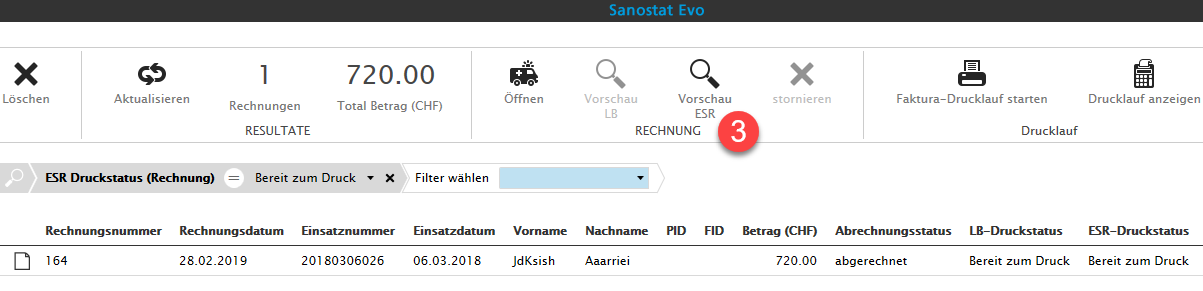 Sanostat Evo
1 720.00
Löschen Aktualisieren Rechnungen Total Betrag (CHF) Öffnen Vorschau LB Vorschau ESR stornieren Faktura-Drucklauf starten Drucklauf anzeigen
RESULTATE RECHNUNG 3 Drucklauf
ESR Druckstatus (Rechnung) = Bereit zum Druck Filter wählen
Rechnungsnummer Rechnungsdatum Einsatznummer Einsatzdatum Vorname Nachname PID FID Betrag (CHF) Abrechnungsstatus LB-Druckstatus ESR-Druckstatus
164 28.02.2019 20180306026 06.03.2018 JdKsish Aaarriei 720.00 abgerechnet Bereit zum Druck Bereit zum Druck